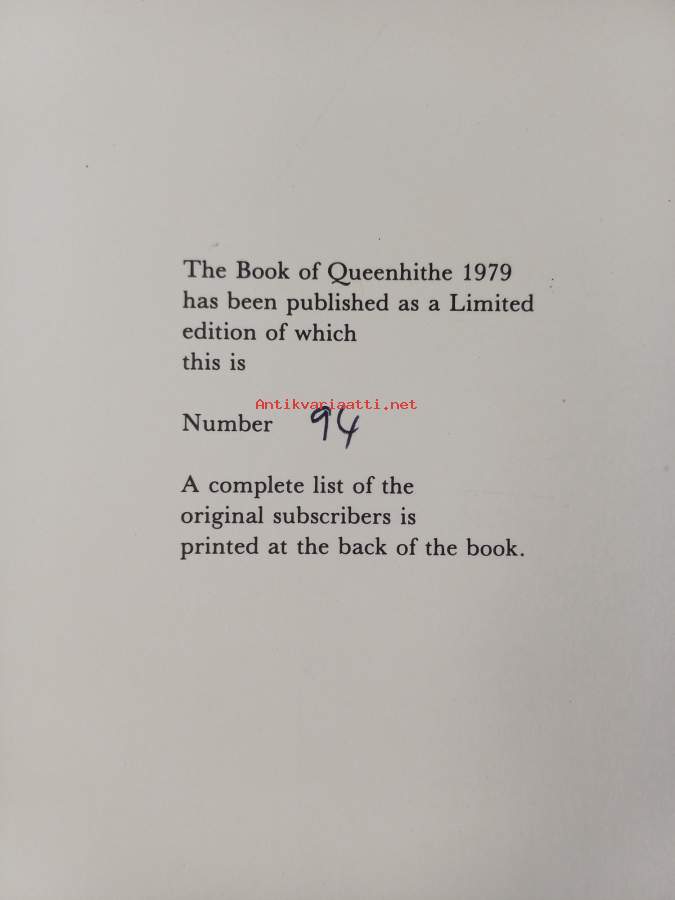 The Book of Queenhithe 1979
has been published as a Limited
edition of which
this is
Antikvariaatti.net
Number 94
A complete list of the
original subscribers is
printed at the back of the book.